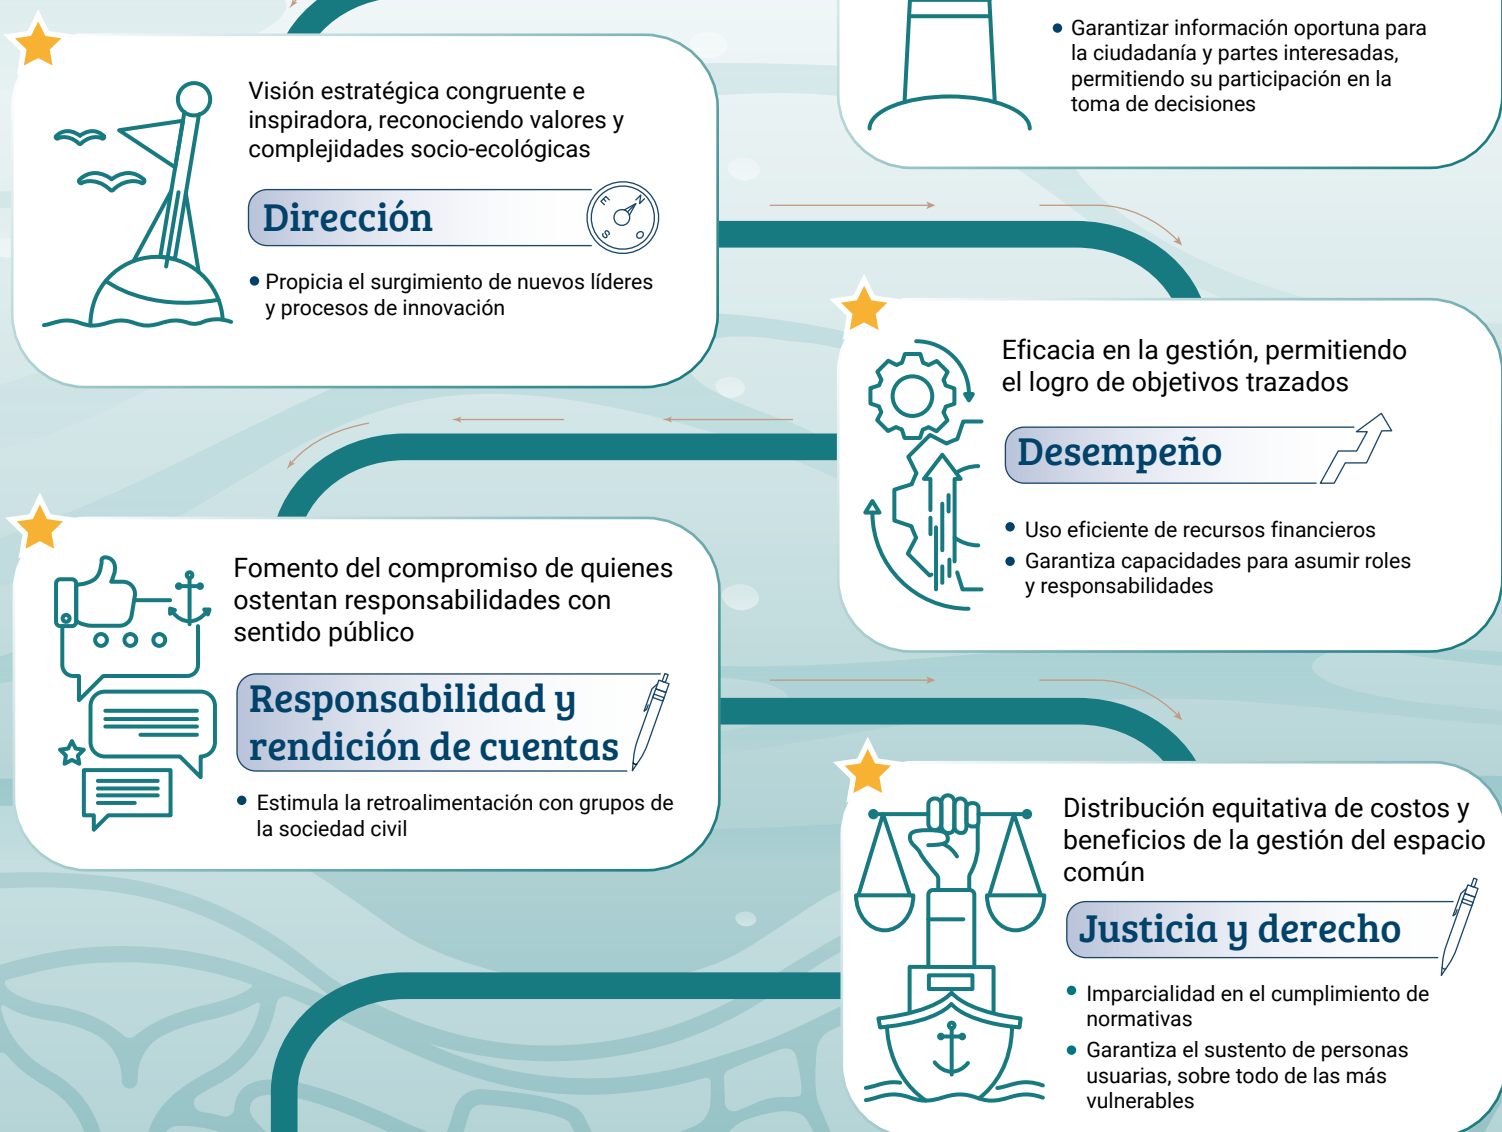 Garantizar información oportuna para
la ciudadanía y partes interesadas,
permitiendo su participación en la
toma de decisiones
Visión estratégica congruente e
inspiradora, reconociendo valores y
complejidades socio-ecológicas
Dirección
E
N
S
O
Propicia el surgimiento de nuevos líderes
y procesos de innovación
Eficacia en la gestión, permitiendo
el logro de objetivos trazados
Desempeño
Uso eficiente de recursos financieros
Garantiza capacidades para asumir roles
y responsabilidades
Fomento del compromiso de quienes
ostentan responsabilidades con
sentido público
Responsabilidad y
rendición de cuentas
Estimula la retroalimentación con grupos de
la sociedad civil
Distribución equitativa de costos y
beneficios de la gestión del espacio
común
Justicia y derecho
Imparcialidad en el cumplimiento de
normativas
Garantiza el sustento de personas
usuarias, sobre todo de las más
vulnerables